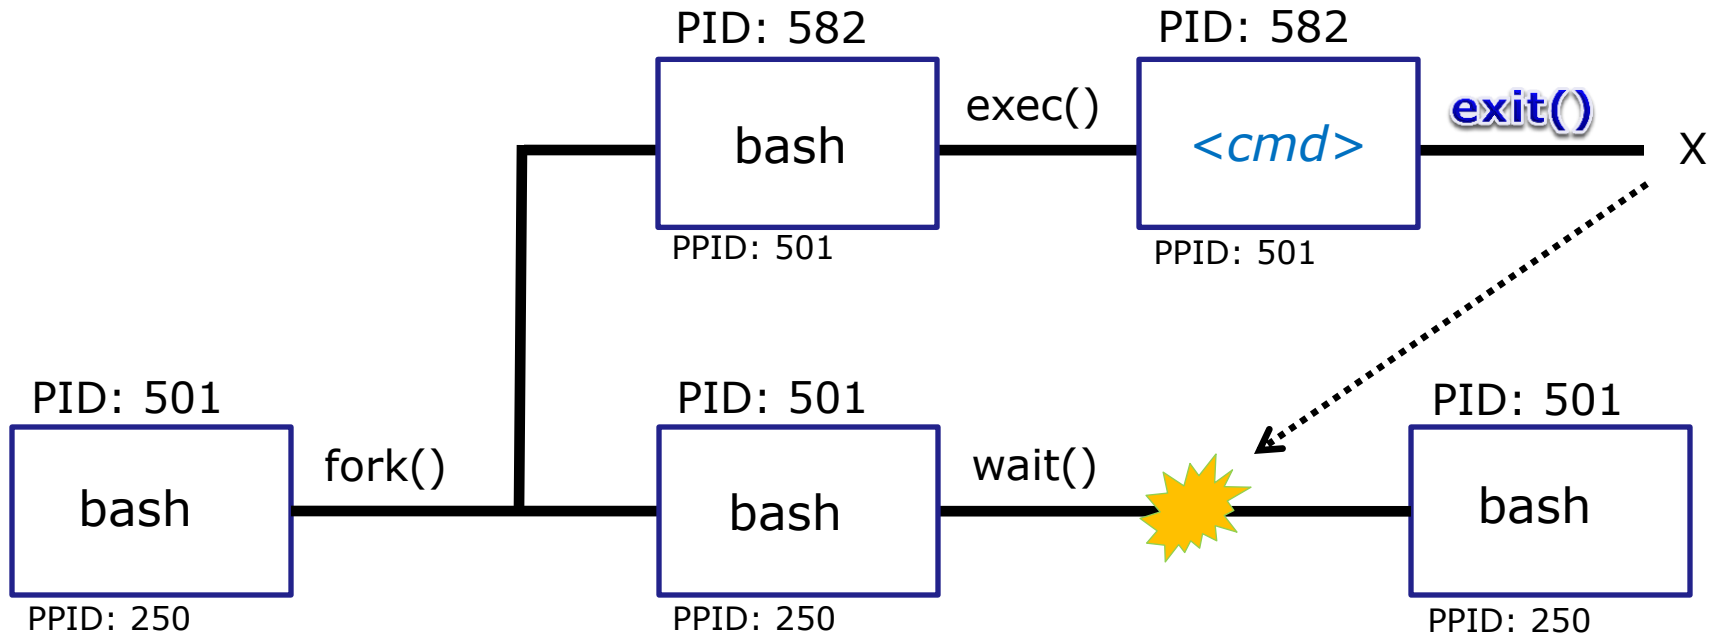 PID: 582
bash
PPID: 501
exec()
PID: 582
<cmd>
PPID: 501
exit()
X
PID: 501
bash
PPID: 250
fork()
PID: 501
bash
PPID: 250
wait()
PID: 501
bash
PPID: 250